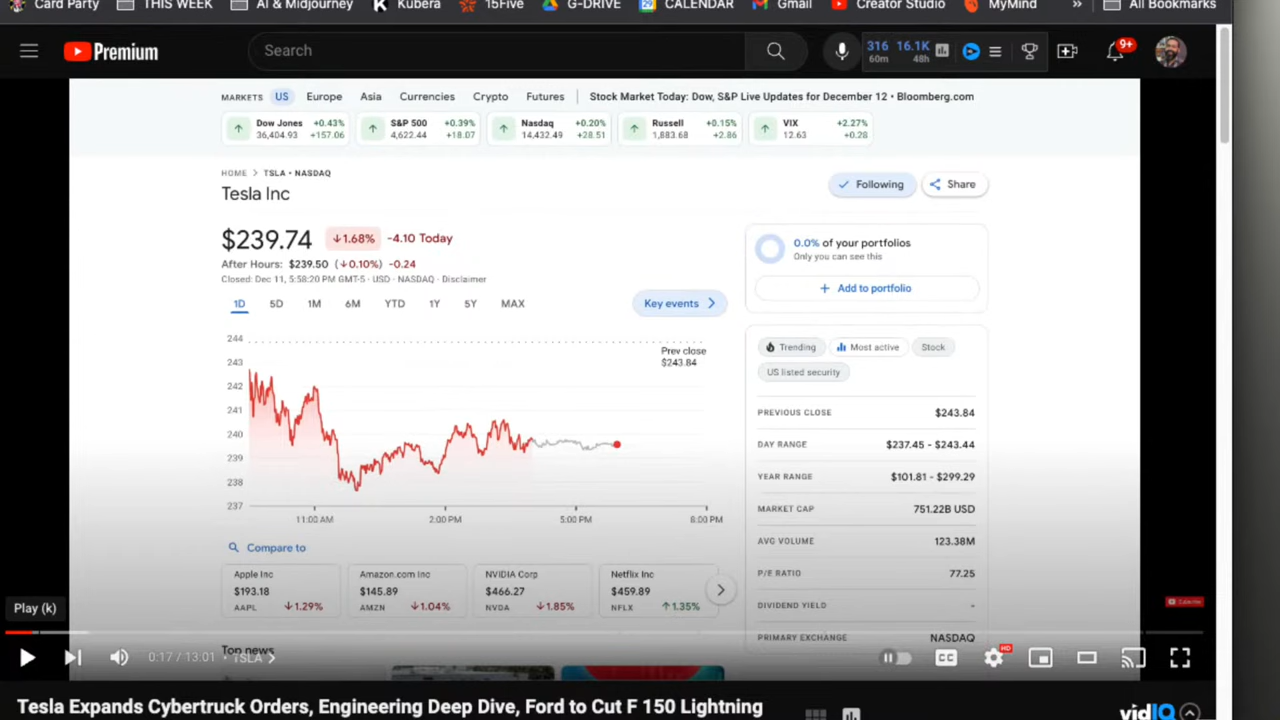 Card Party THIS WEEK AI & Midjourney Kubera 15Five G-DRIVE CALENDAR Gmail Creator Studio MyMind » All Bookmarks
Premium Search 316 60m 16.1K 48h 9+
MARKETS US Europe Asia Currencies Crypto Futures Stock Market Today: Dow, S&P Live Updates for December 12 • Bloomberg.com
Dow Jones +0.43% S&P 500 +0.39% Nasdaq +0.20% Russell +0.15% VIX +2.27%
36,404.93 +157.06 4,622.44 +18.07 14,432.49 +28.51 1,883.68 +2.86 12.63 +0.28
HOME > TSLA • NASDAQ
Tesla Inc
Following Share
$239.74 ↓1.68% -4.10 Today
After Hours: $239.50 (↓0.10%) -0.24
Closed: Dec 11, 5:58:20 PM GMT-5 · USD · NASDAQ · Disclaimer
1D 5D 1M 6M YTD 1Y 5Y MAX
Key events >
0.0% of your portfolios
Only you can see this
+ Add to portfolio
244
243
242
241
240
239
238
237
Prev close
$243.84
11:00 AM 2:00 PM 5:00 PM 8:00 PM
Trending Most active Stock
US listed security
PREVIOUS CLOSE $243.84
DAY RANGE $237.45 - $243.44
YEAR RANGE $101.81 - $299.29
MARKET CAP 751.22B USD
AVG VOLUME 123.38M
P/E RATIO 77.25
DIVIDEND YIELD -
PRIMARY EXCHANGE NASDAQ
Compare to
Apple Inc Amazon.com Inc NVIDIA Corp Netflix Inc
$193.18 $145.89 $466.27 $459.89
AAPL ↓1.29% AMZN ↓1.04% NVDA ↓1.85% NFLX ↑1.35%
Play (k)
Subscribe
Top news
0:17 / 13:01 • TSLA >
CC HD
Tesla Expands Cybertruck Orders, Engineering Deep Dive, Ford to Cut F 150 Lightning
vidIQ